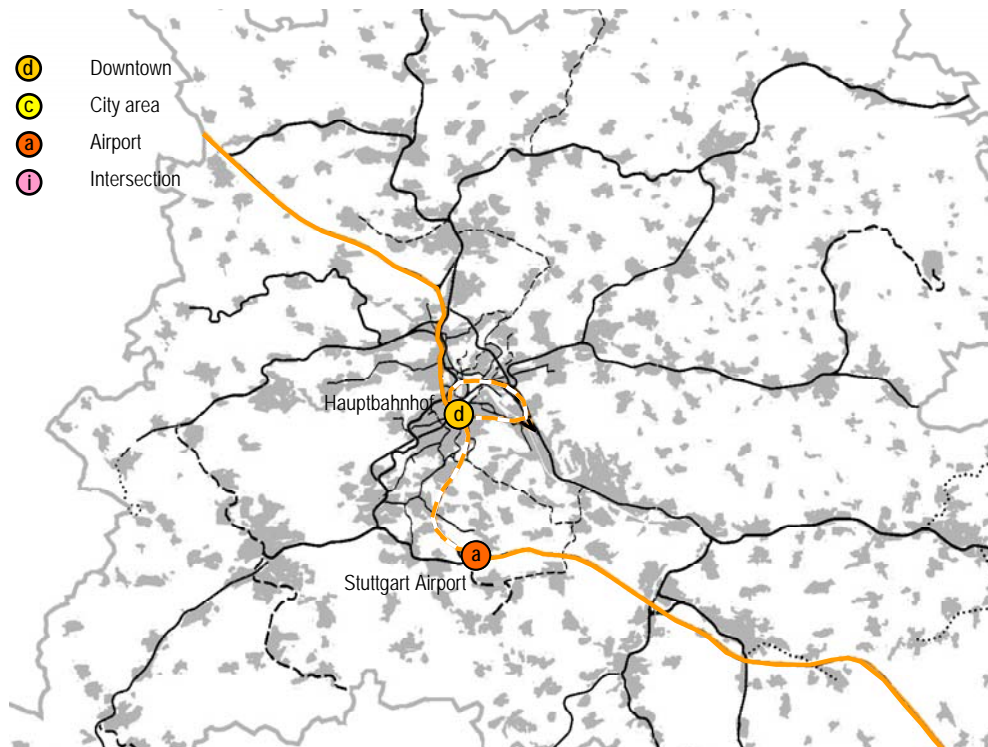 d Downtown
c City area
a Airport
i Intersection
Hauptbahnhof
d
a
Stuttgart Airport